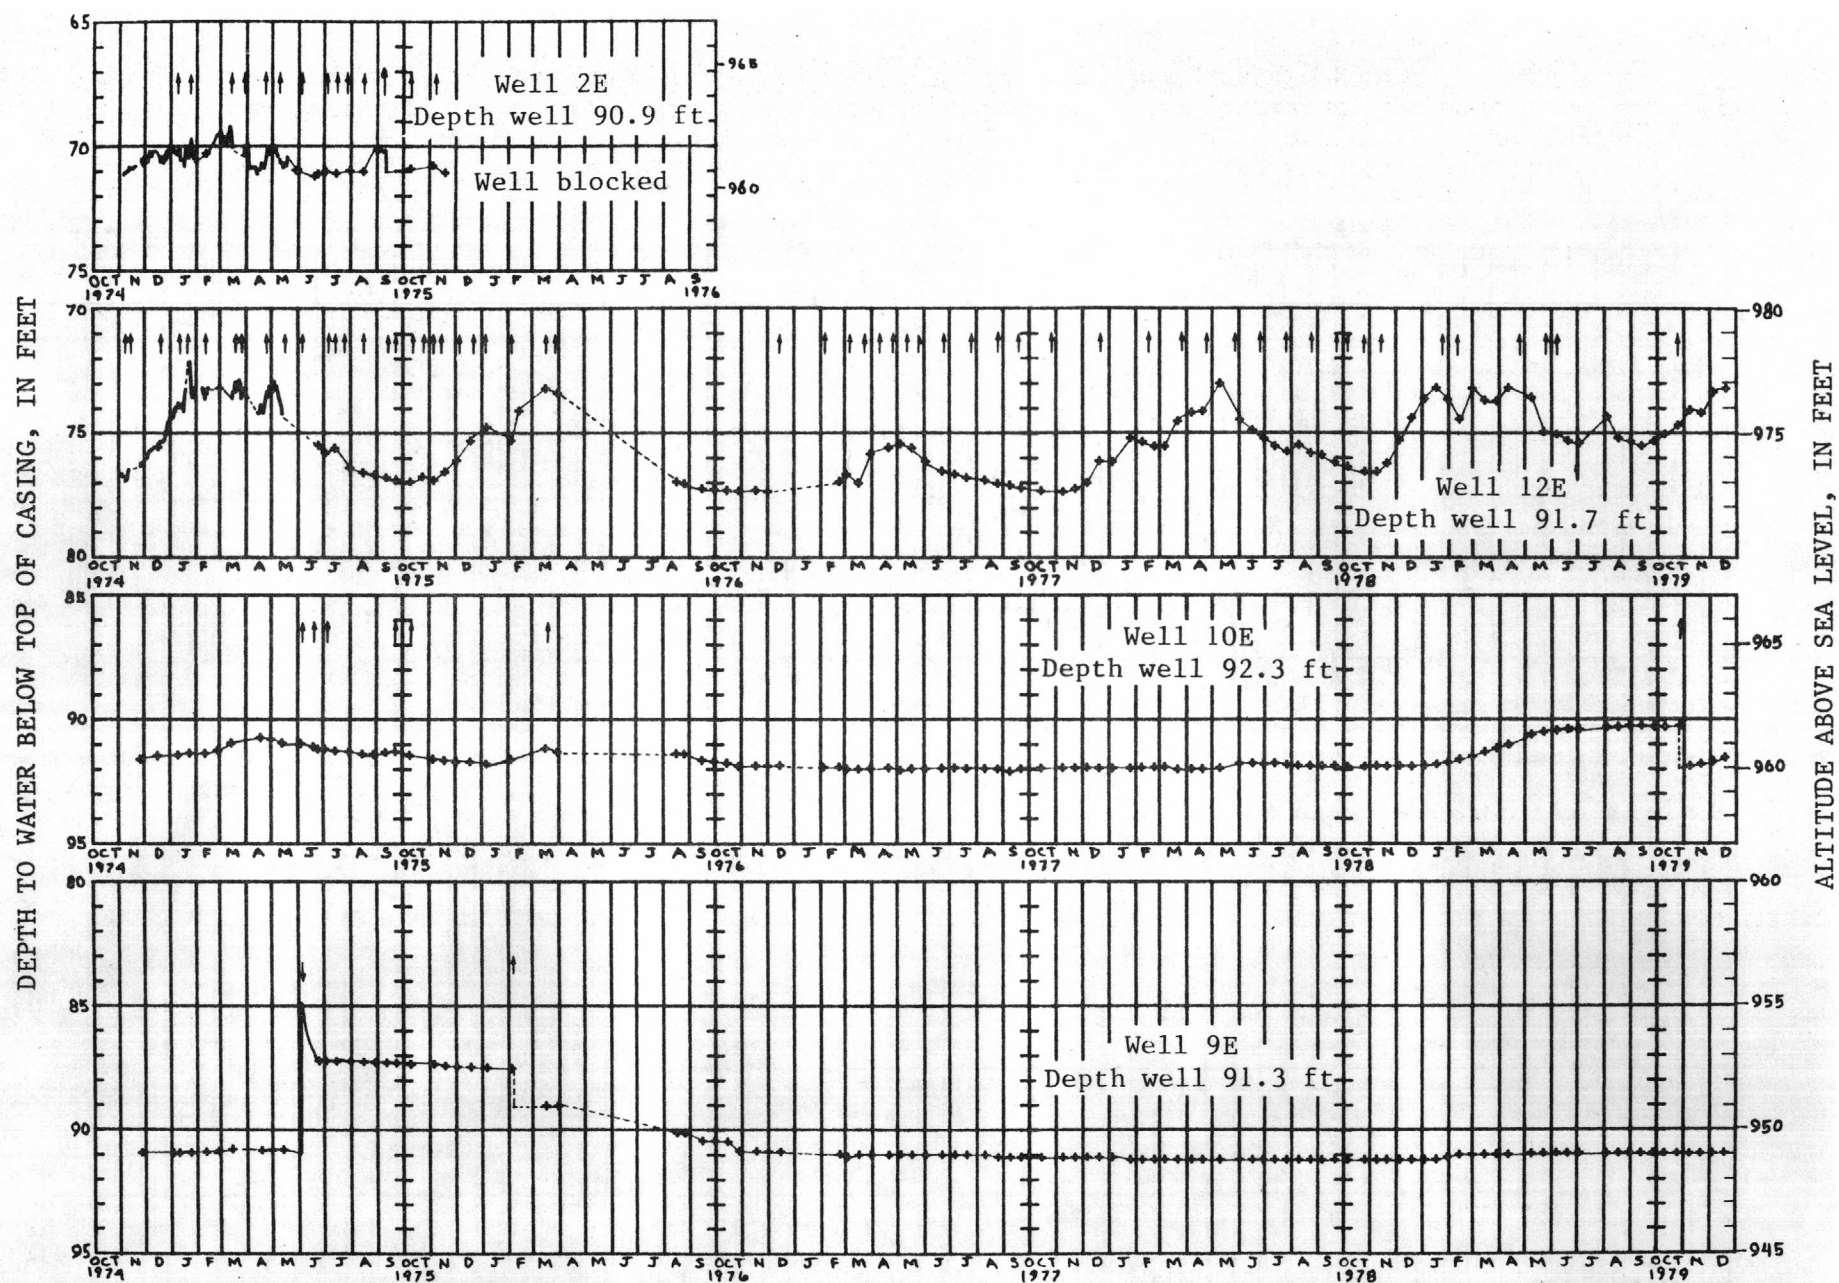 DEPTH TO WATER BELOW TOP OF CASING, IN FEET
ALTITUDE ABOVE SEA LEVEL, IN FEET
65
70
75
965
960
Well 2E
Depth well 90.9 ft
Well blocked
OCT N D J F M A M J J A S OCT N D J F M A M J J A S
1974 1975 1976
70
75
80
980
975
Well 12E
Depth well 91.7 ft
OCT N D J F M A M J J A S OCT N D J F M A M J J A S OCT N D J F M A M J J A S OCT N D J F M A M J J A S OCT N D J F M A M J J A S OCT N D
1974 1975 1976 1977 1978 1979
85
90
95
965
960
Well 10E
Depth well 92.3 ft
OCT N D J F M A M J J A S OCT N D J F M A M J J A S OCT N D J F M A M J J A S OCT N D J F M A M J J A S OCT N D J F M A M J J A S OCT N D
1974 1975 1976 1977 1978 1979
80
85
90
95
960
955
950
945
Well 9E
Depth well 91.3 ft
OCT N D J F M A M J J A S OCT N D J F M A M J J A S OCT N D J F M A M J J A S OCT N D J F M A M J J A S OCT N D J F M A M J J A S OCT N D
1974 1975 1976 1977 1978 1979